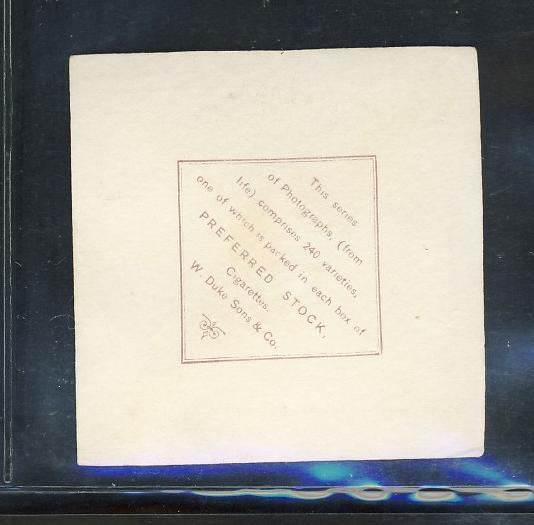 This series
of Photographs, (from
life) comprises 240 varieties,
one of which is packed in each box of
PREFERRED STOCK,
Cigarettes.
W. Duke Sons & Co.